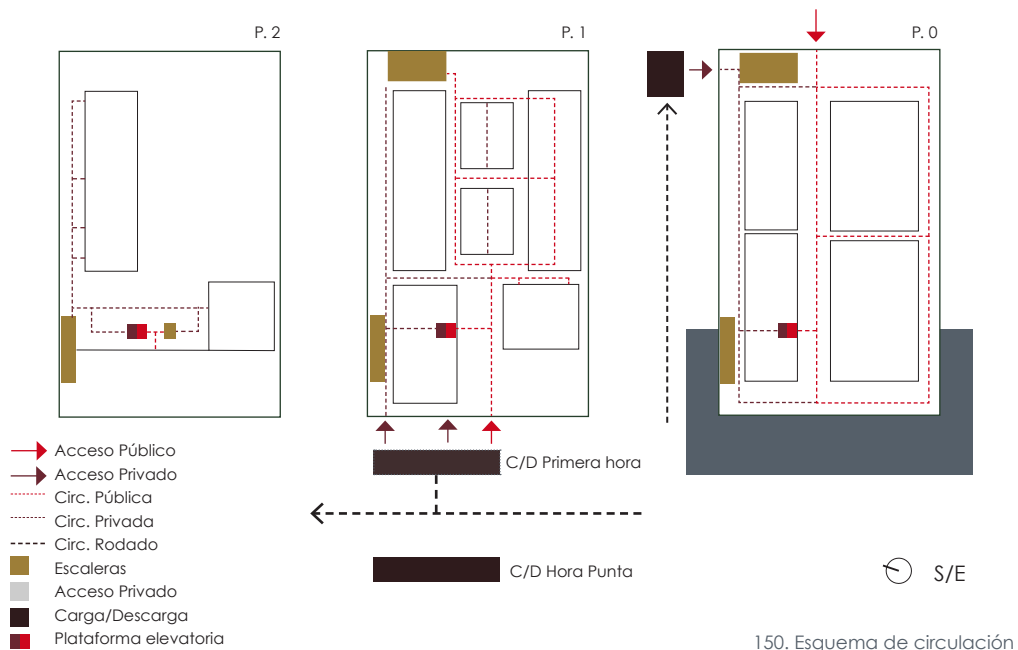 P. 2
P. 1
P. 0
C/D Primera hora
C/D Hora Punta
Acceso Público
Acceso Privado
Circ. Pública
Circ. Privada
Circ. Rodado
Escaleras
Acceso Privado
Carga/Descarga
Plataforma elevatoria
S/E
150. Esquema de circulación